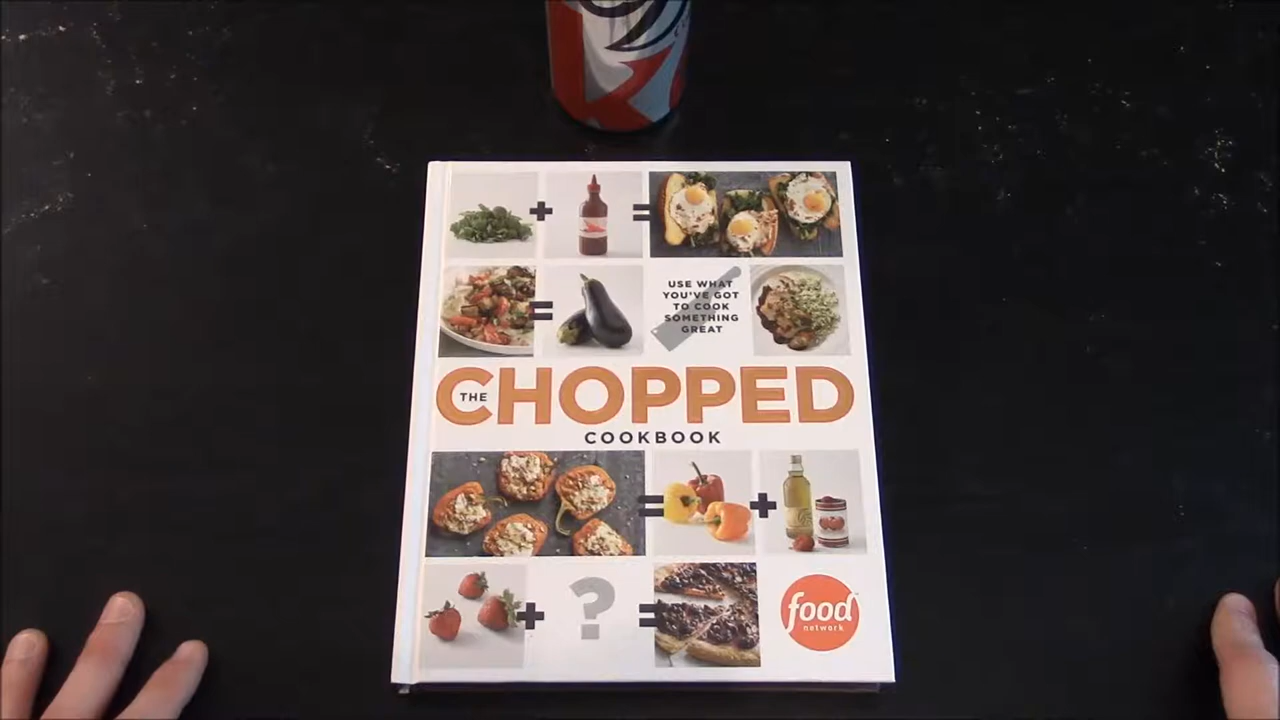 USE WHAT
YOU'VE GOT
TO COOK
SOMETHING
GREAT
THE
CHOPPED
COOKBOOK
+
=
=
=
+
+
?
=
food
network